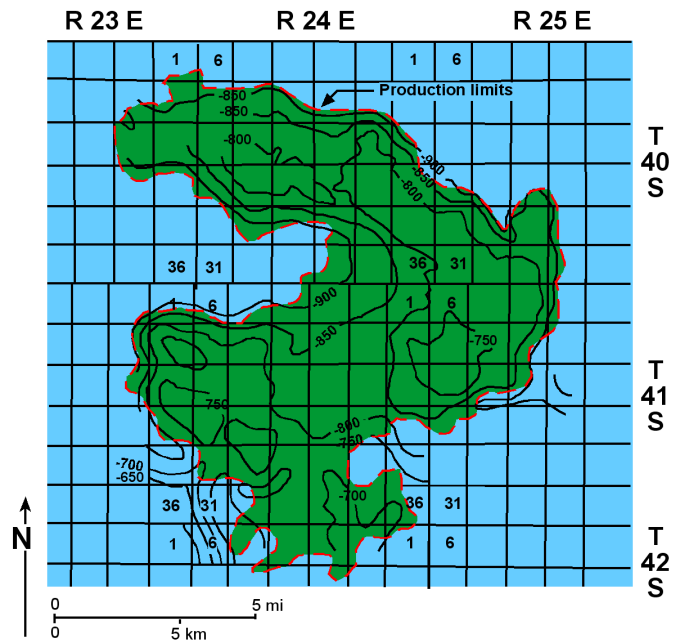 R 23 E R 24 E R 25 E
1 6 1 6
Production limits
-850
-850
-800
-900
-850
-800
T
40
S
36 31 36 31
-900
1 6 1 6
-850
-750
T
41
S
750
-800
-750
-700
-650
-700
36 31 36 31
N
1 6 1 6
T
42
S
0 5 mi
0 5 km